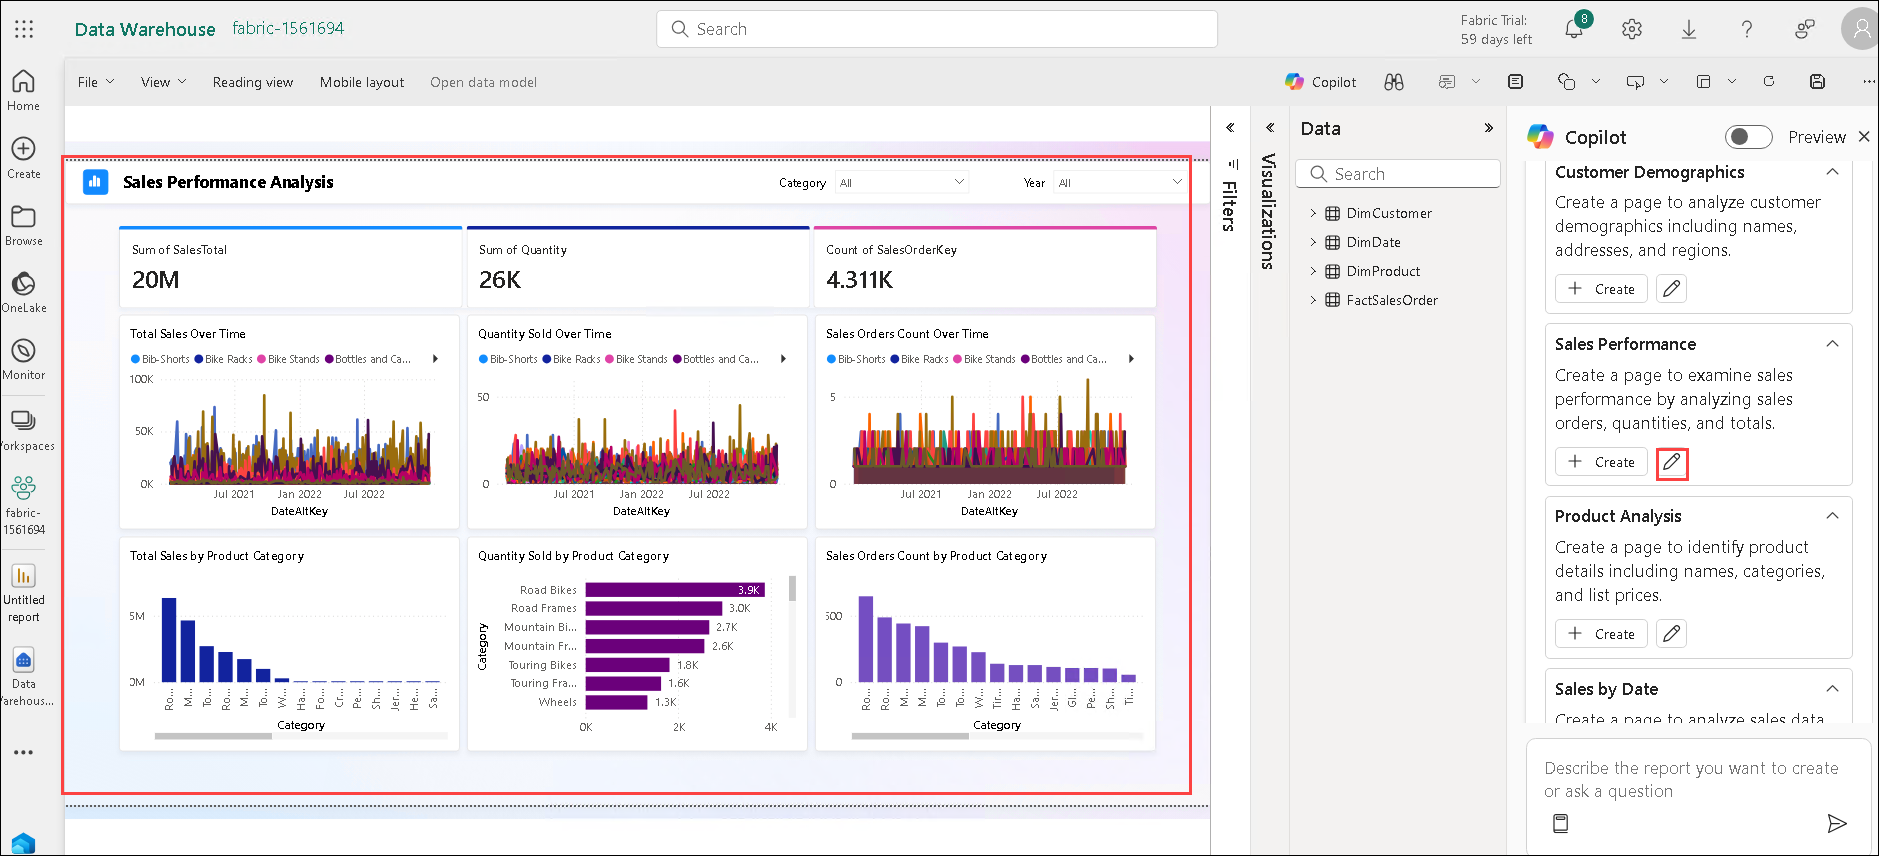 Data Warehouse fabric-1561694
Search
Fabric Trial:
59 days left
8
File View Reading view Mobile layout Open data model
Copilot
Home
Create
Browse
OneLake
Monitor
orkspaces
fabric-
1561694
Untitled
report
Data
arehous...
Sales Performance Analysis
Category All
Year All
Sum of SalesTotal
20M
Sum of Quantity
26K
Count of SalesOrderKey
4.311K
Total Sales Over Time
Bib-Shorts Bike Racks Bike Stands Bottles and Ca...
100K
50K
0K
Jul 2021 Jan 2022 Jul 2022
DateAltKey
Quantity Sold Over Time
Bib-Shorts Bike Racks Bike Stands Bottles and Ca...
50
0
Jul 2021 Jan 2022 Jul 2022
DateAltKey
Sales Orders Count Over Time
Bib-Shorts Bike Racks Bike Stands Bottles and Ca...
5
0
Jul 2021 Jan 2022 Jul 2022
DateAltKey
Total Sales by Product Category
5M
0M
Ro... M... To... Ro... M... To... W... Ha... Fo... Cr... Pe... Sh... Jer... He... Sa...
Category
Quantity Sold by Product Category
Category
Road Bikes 3.9K
Road Frames 3.0K
Mountain Bi... 2.7K
Mountain Fr... 2.6K
Touring Bikes 1.8K
Touring Fra... 1.6K
Wheels 1.3K
0K 2K 4K
Sales Orders Count by Product Category
500
0
Ro... Ro... M... M... To... To... W... Tir... Ha... Sa... Jer... Gl... Pe... Sh... Ti...
Category
Filters
Visualizations
Data
Search
DimCustomer
DimDate
DimProduct
FactSalesOrder
Copilot
Preview
Customer Demographics
Create a page to analyze customer
demographics including names,
addresses, and regions.
Create
Sales Performance
Create a page to examine sales
performance by analyzing sales
orders, quantities, and totals.
Create
Product Analysis
Create a page to identify product
details including names, categories,
and list prices.
Create
Sales by Date
Create a page to analyze sales data
Describe the report you want to create
or ask a question